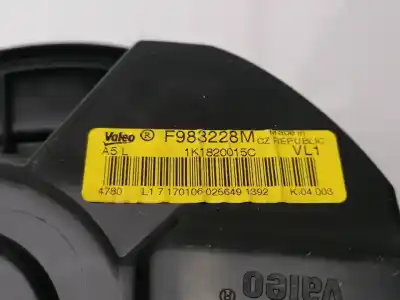 Valeo ® F983228M Made in
CZ REPUBLIC
A5 L 1K1820015C VL1
4780 L1 7 170106 025649 1392 K 04 003
Valeo ®